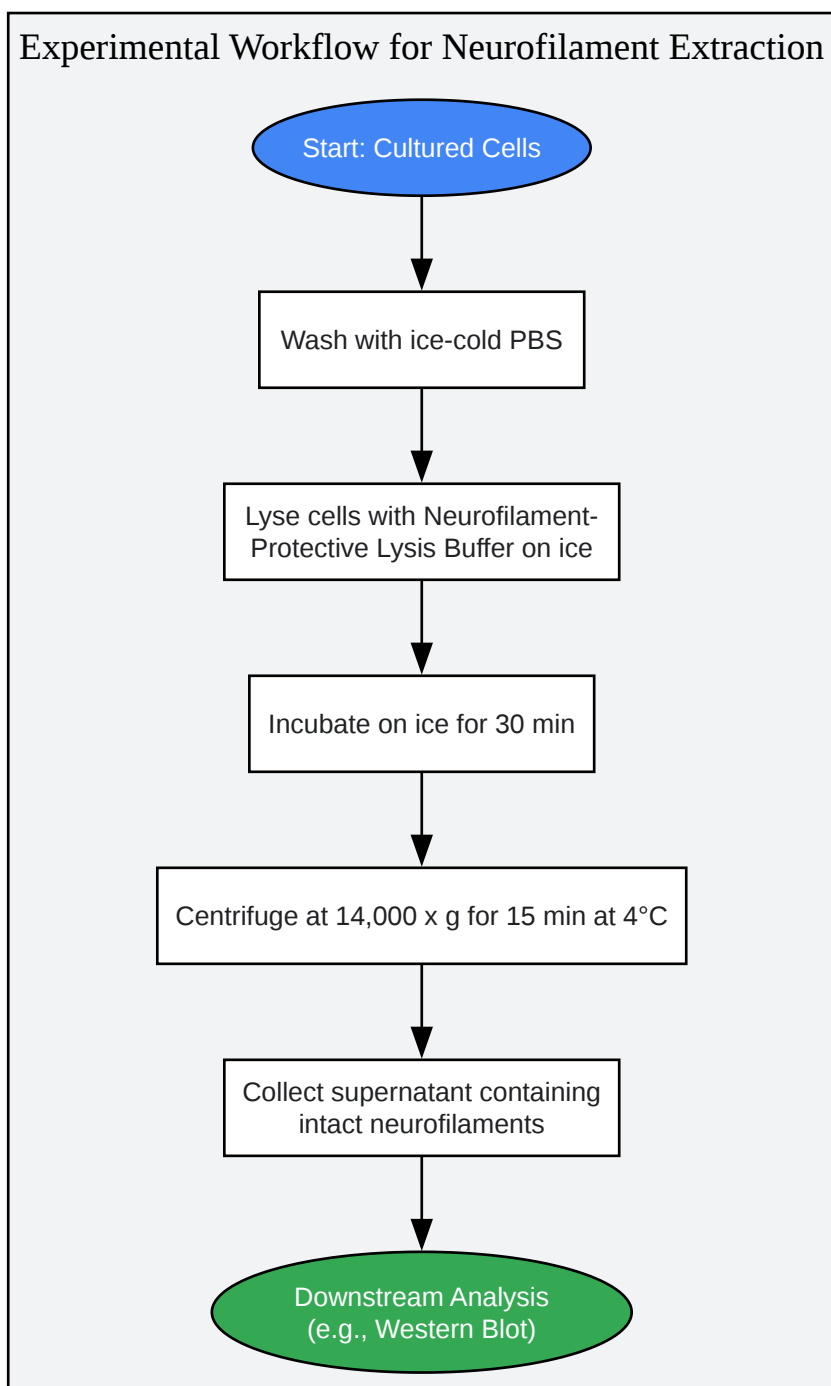 Experimental Workflow for Neurofilament Extraction
Start: Cultured Cells
Wash with ice-cold PBS
Lyse cells with Neurofilament-
Protective Lysis Buffer on ice
Incubate on ice for 30 min
Centrifuge at 14,000 x g for 15 min at 4°C
Collect supernatant containing
intact neurofilaments
Downstream Analysis
(e.g., Western Blot)